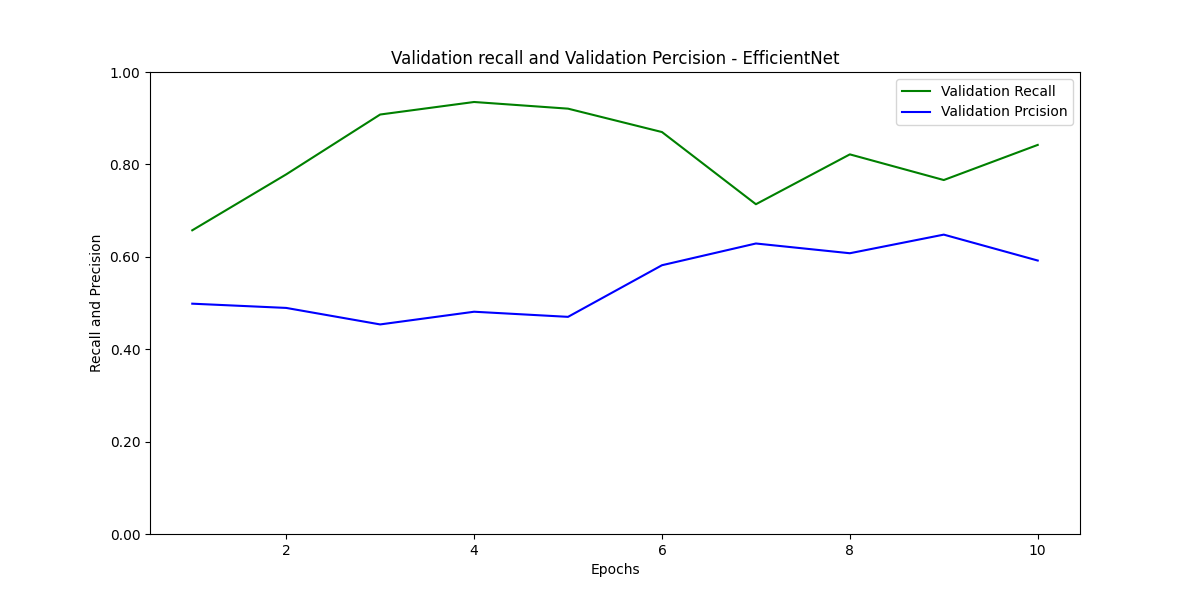 Validation recall and Validation Percision - EfficientNet
1.00
0.80
0.60
0.40
0.20
0.00
Recall and Precision
Validation Recall
Validation Prcision
2 4 6 8 10
Epochs